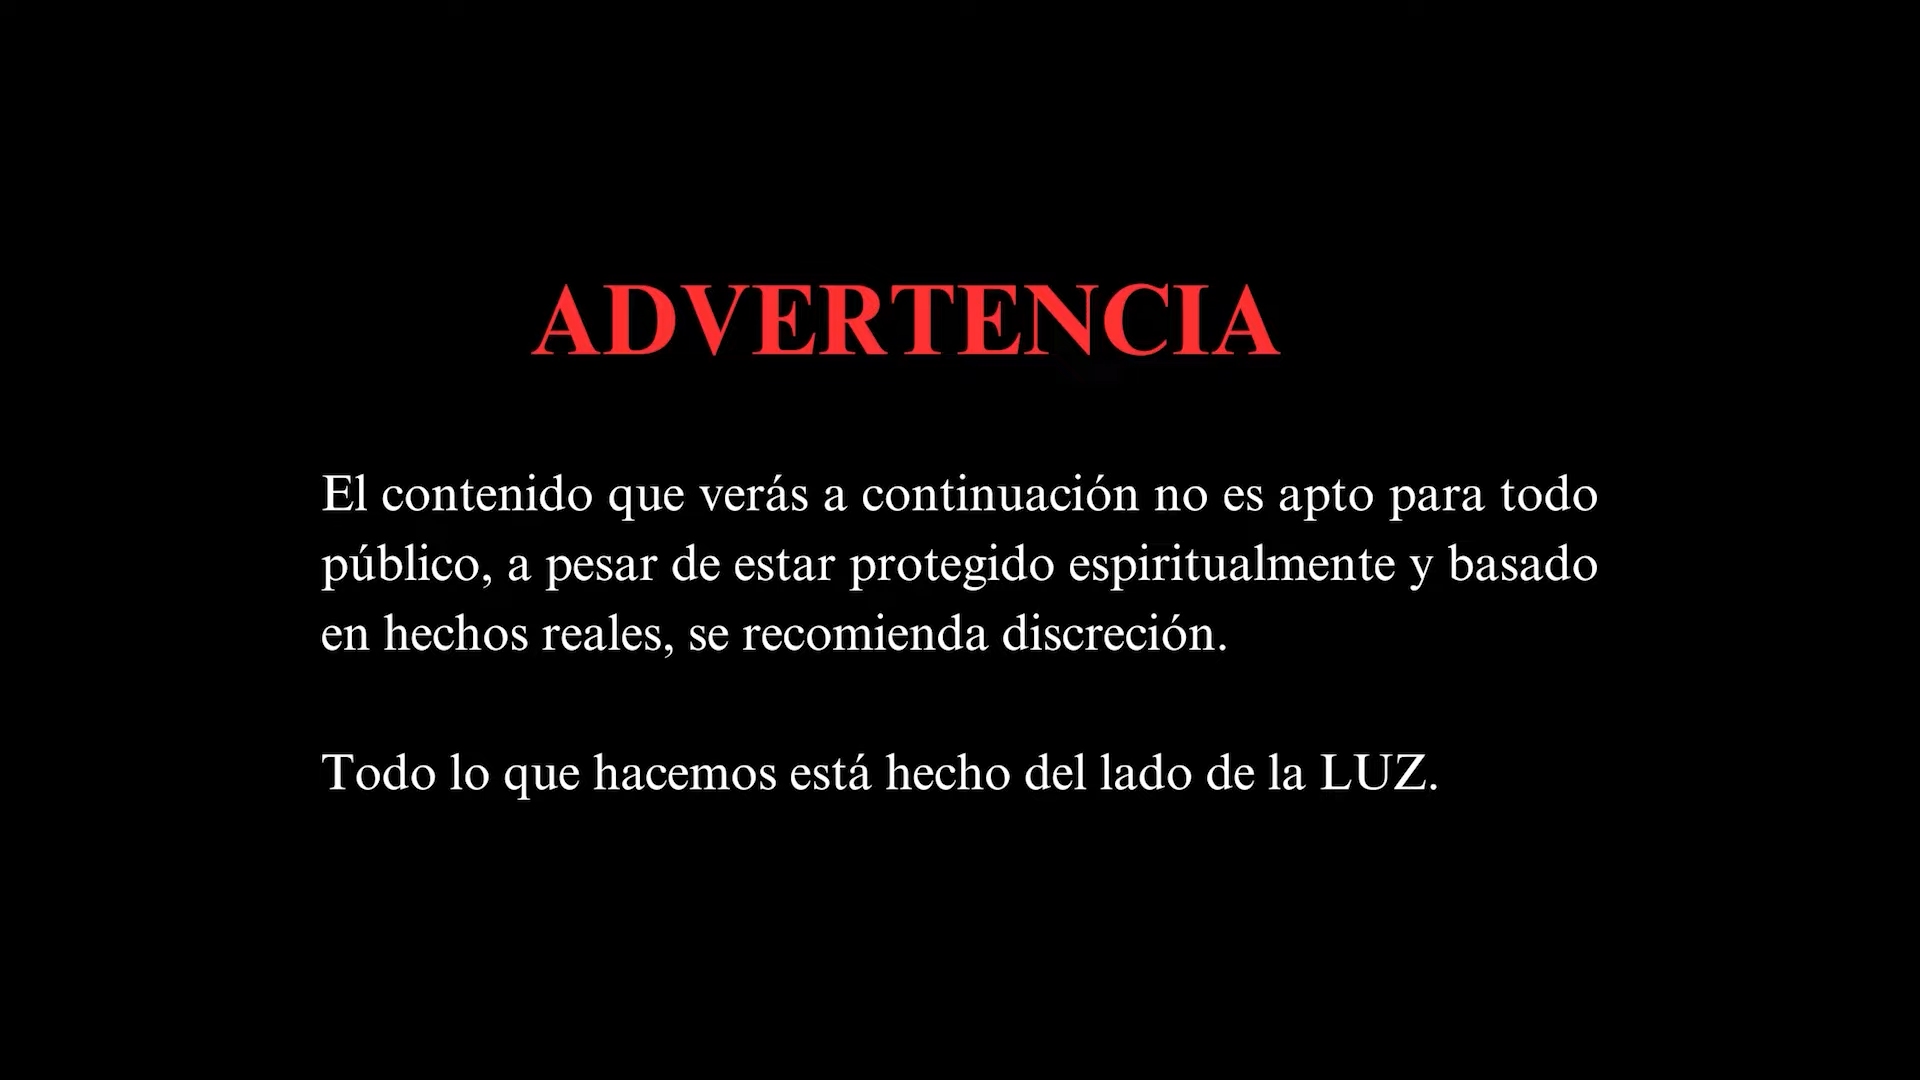 ADVERTENCIA
El contenido que verás a continuación no es apto para todo
público, a pesar de estar protegido espiritualmente y basado
en hechos reales, se recomienda discreción.
Todo lo que hacemos está hecho del lado de la LUZ.